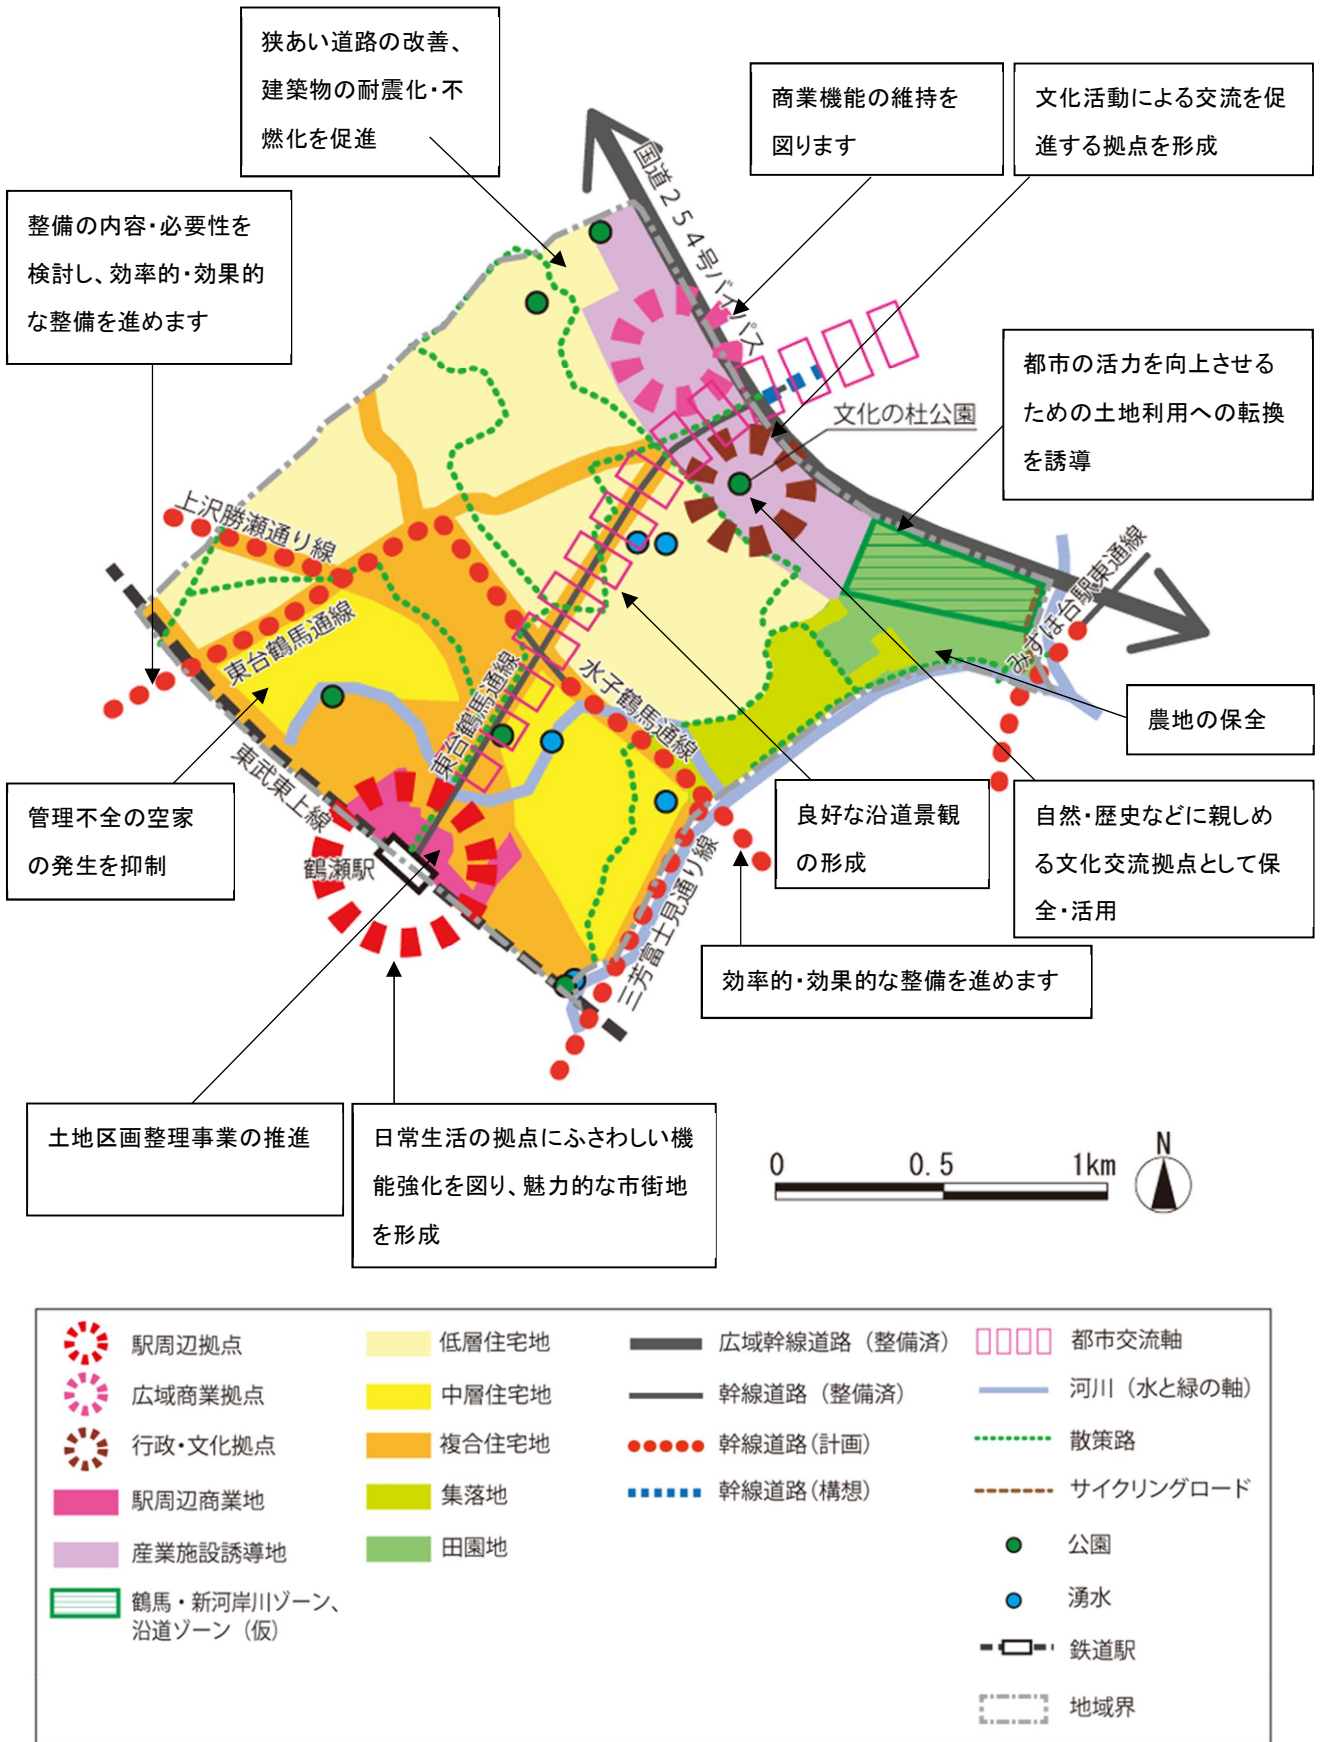 狭あい道路の改善、
建築物の耐震化・不
燃化を促進
商業機能の維持を
図ります
文化活動による交流を促
進する拠点を形成
整備の内容・必要性を
検討し、効率的・効果的
な整備を進めます
国道２５４号バイパス
都市の活力を向上させる
ための土地利用への転換
を誘導
文化の杜公園
上沢勝瀬通り線
東台鶴馬通線
みずほ台駅東通線
水子鶴馬通線
東台鶴馬通線
農地の保全
東武東上線
鶴瀬駅
管理不全の空家
の発生を抑制
良好な沿道景観
の形成
自然・歴史などに親しめ
る文化交流拠点として保
全・活用
三芳富士見通り線
効率的・効果的な整備を進めます
土地区画整理事業の推進
日常生活の拠点にふさわしい機
能強化を図り、魅力的な市街地
を形成
0 0.5 1km
N
駅周辺拠点
広域商業拠点
行政・文化拠点
駅周辺商業地
産業施設誘導地
鶴馬・新河岸川ゾーン、
沿道ゾーン（仮）
低層住宅地
中層住宅地
複合住宅地
集落地
田園地
広域幹線道路（整備済）
幹線道路（整備済）
幹線道路（計画）
幹線道路（構想）
都市交流軸
河川（水と緑の軸）
散策路
サイクリングロード
公園
湧水
鉄道駅
地域界